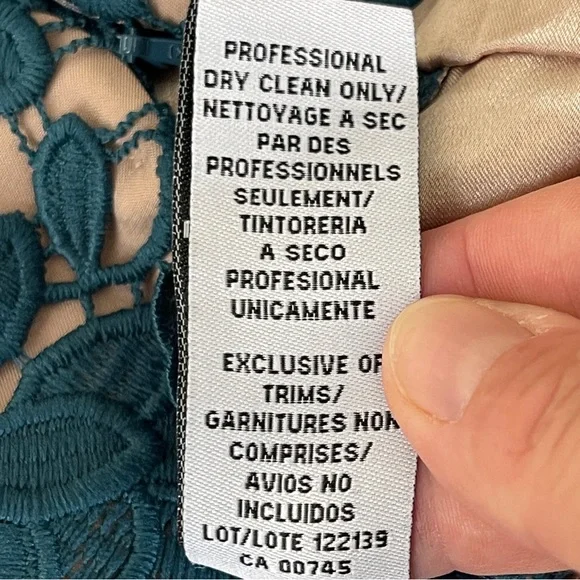 PROFESSIONAL
DRY CLEAN ONLY/
NETTOYAGE A SEC
PAR DES
PROFESSIONNELS
SEULEMENT/
TINTORERIA
A SECO
PROFESIONAL
UNICAMENTE
EXCLUSIVE OF
TRIMS/
GARNITURES NON
COMPRISES/
AVIOS NO
INCLUIDOS
LOT/LOTE 122139
CA 00745